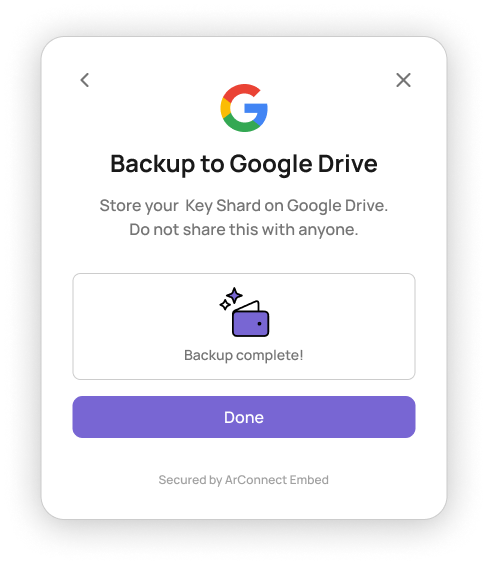 Backup to Google Drive
Store your Key Shard on Google Drive.
Do not share this with anyone.
Backup complete!
Done
Secured by ArConnect Embed